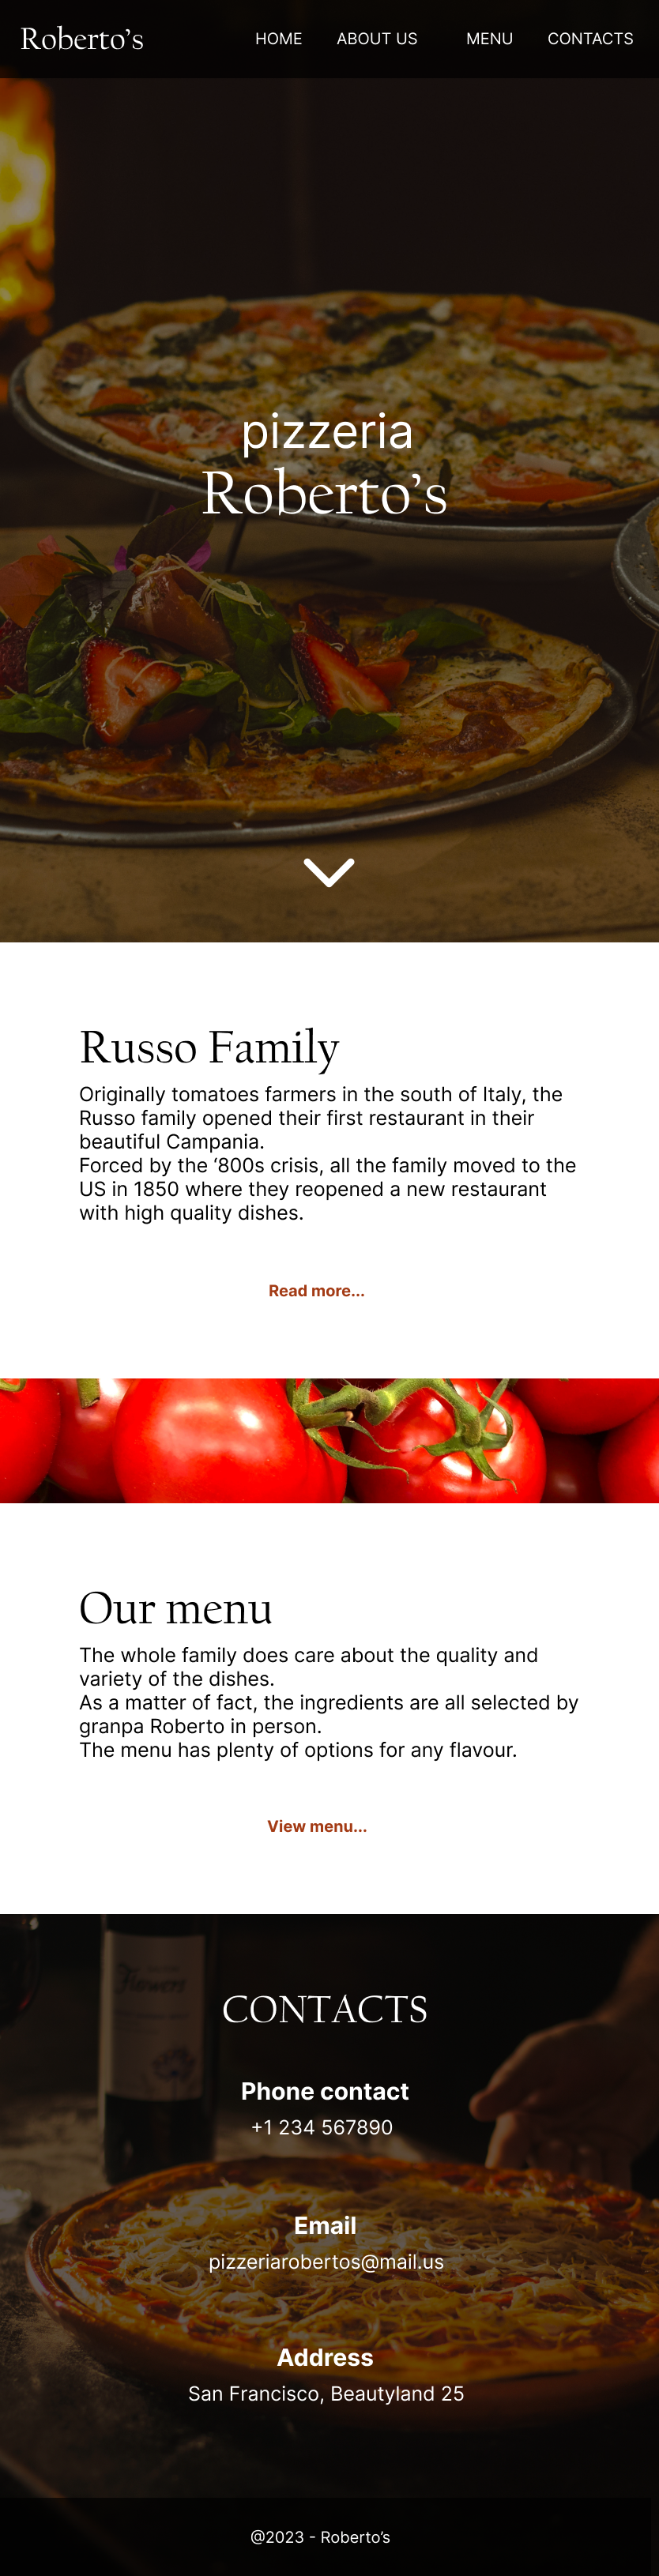 Roberto’s HOME ABOUT US MENU CONTACTS
pizzeria
Roberto’s
Russo Family
Originally tomatoes farmers in the south of Italy, the
Russo family opened their first restaurant in their
beautiful Campania.
Forced by the ‘800s crisis, all the family moved to the
US in 1850 where they reopened a new restaurant
with high quality dishes.
Read more...
Our menu
The whole family does care about the quality and
variety of the dishes.
As a matter of fact, the ingredients are all selected by
granpa Roberto in person.
The menu has plenty of options for any flavour.
View menu...
Flowers
CONTACTS
Phone contact
+1 234 567890
Email
pizzeriarobertos@mail.us
Address
San Francisco, Beautyland 25
@2023 - Roberto’s